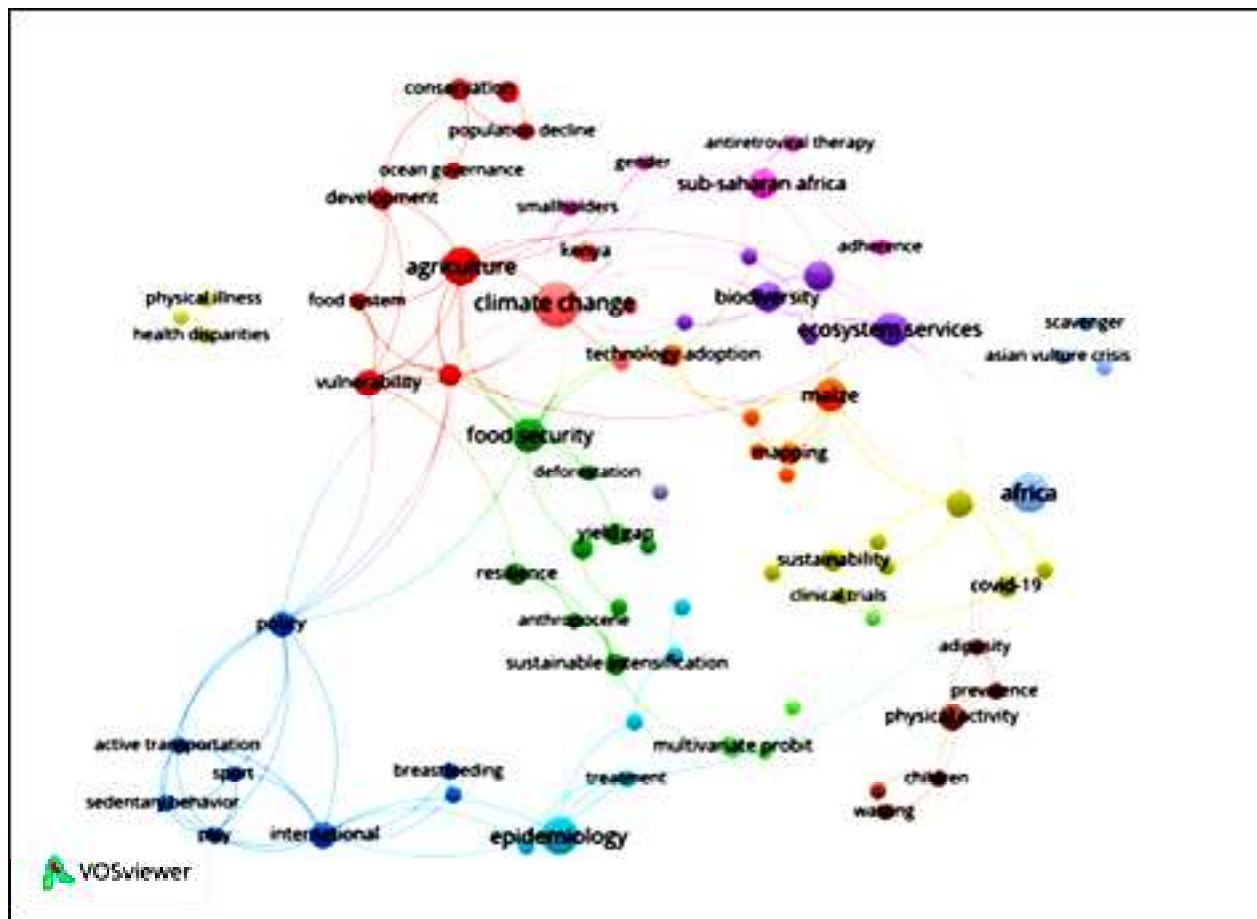 conservation
population decline
antiretroviral therapy
gender
ocean governance
sub-saharan africa
development
smallholders
kenya
adherence
agriculture
physical illness
food system
climate change
biodiversity
health disparities
ecosystem services
scavenger
technology adoption
asian vulture crisis
vulnerability
maize
food security
mapping
deforestation
africa
yield gap
sustainability
resilience
covid-19
clinical trials
policy
anthropocene
adiposity
sustainable intensification
prevalence
physical activity
active transportation
multivariate probit
sport
breastfeeding
treatment
children
sedentary behavior
wasting
play
international
epidemiology
VOSviewer